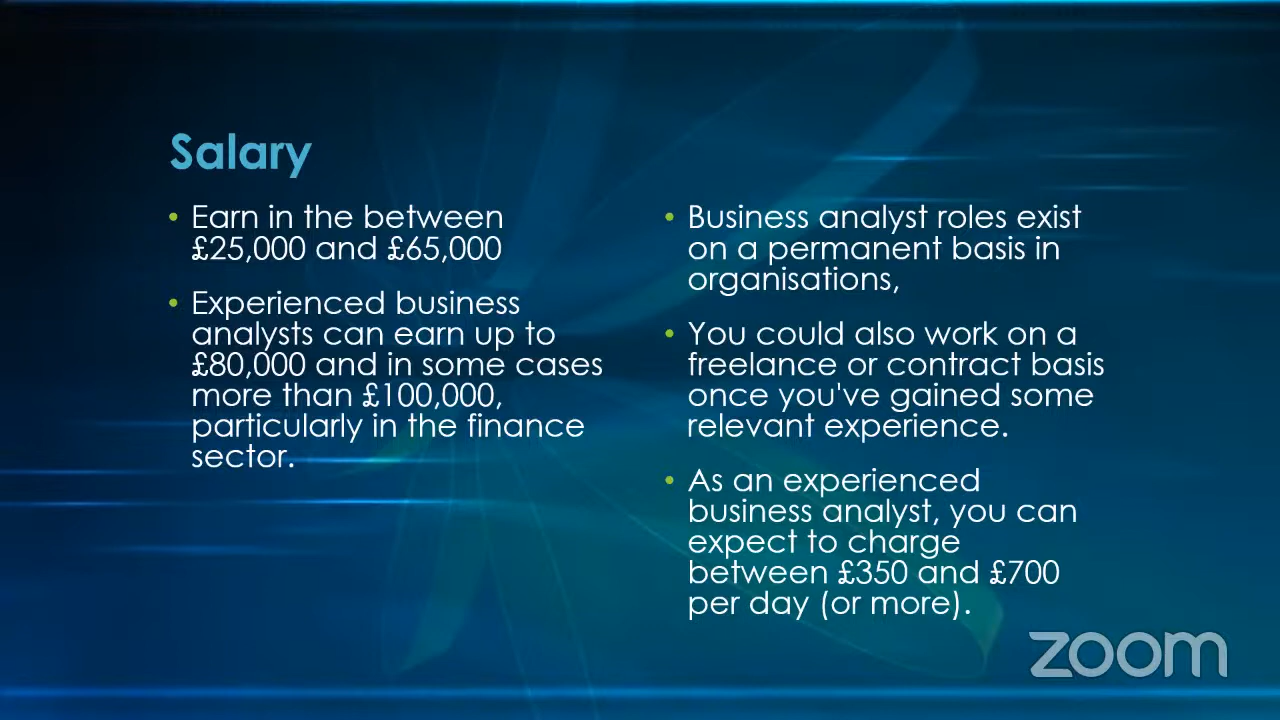 Salary
• Earn in the between
£25,000 and £65,000
• Experienced business
analysts can earn up to
£80,000 and in some cases
more than £100,000,
particularly in the finance
sector.
• Business analyst roles exist
on a permanent basis in
organisations,
• You could also work on a
freelance or contract basis
once you've gained some
relevant experience.
• As an experienced
business analyst, you can
expect to charge
between £350 and £700
per day (or more).
zoom